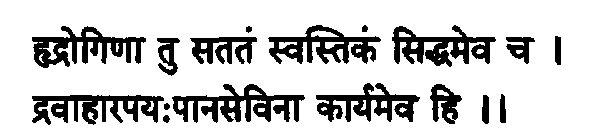 हृद्रोगिणा तु सततं स्वस्तिकं सिद्धमेव च ।
द्रवाहारपयःपानसेविना कार्यमेव हि ।।